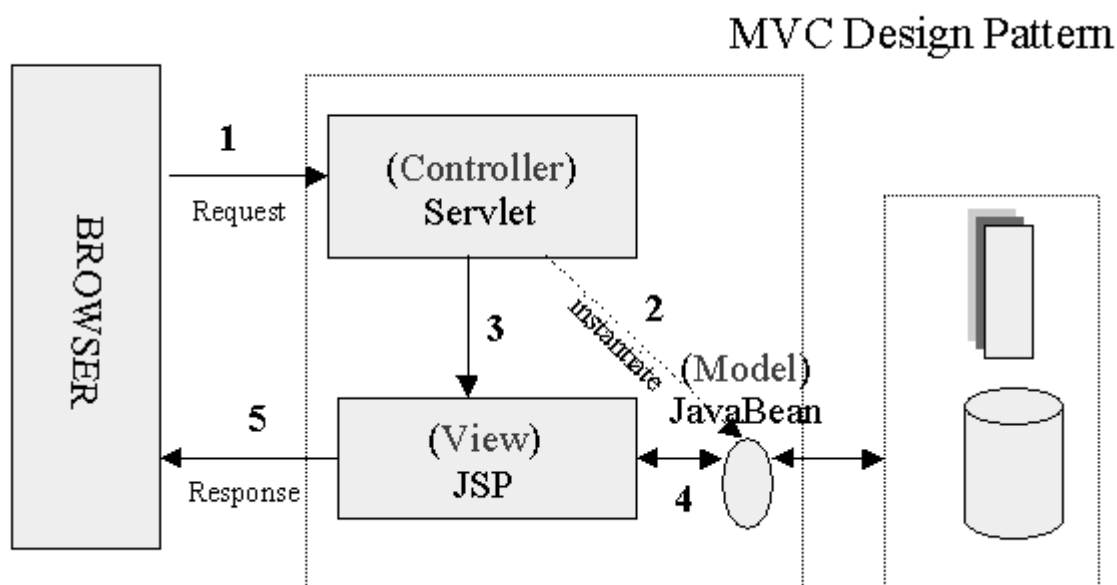 MVC Design Pattern
BROWSER
1
Request
(Controller)
Servlet
2
instantiate
3
(Model)
JavaBean
(View)
JSP
4
5
Response